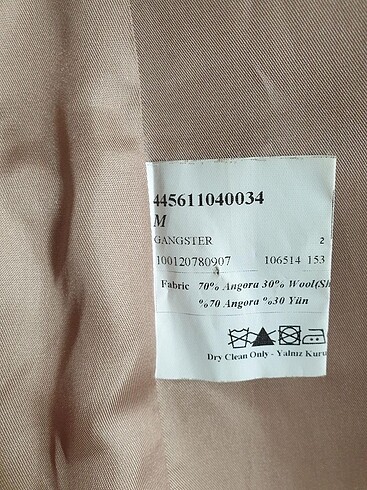 445611040034
M
GANGSTER 2
100120780907 106514 153
Fabric 70% Angora 30% Wool(Sh
%70 Angora %30 Yün
Dry Clean Only - Yalnız Kuru